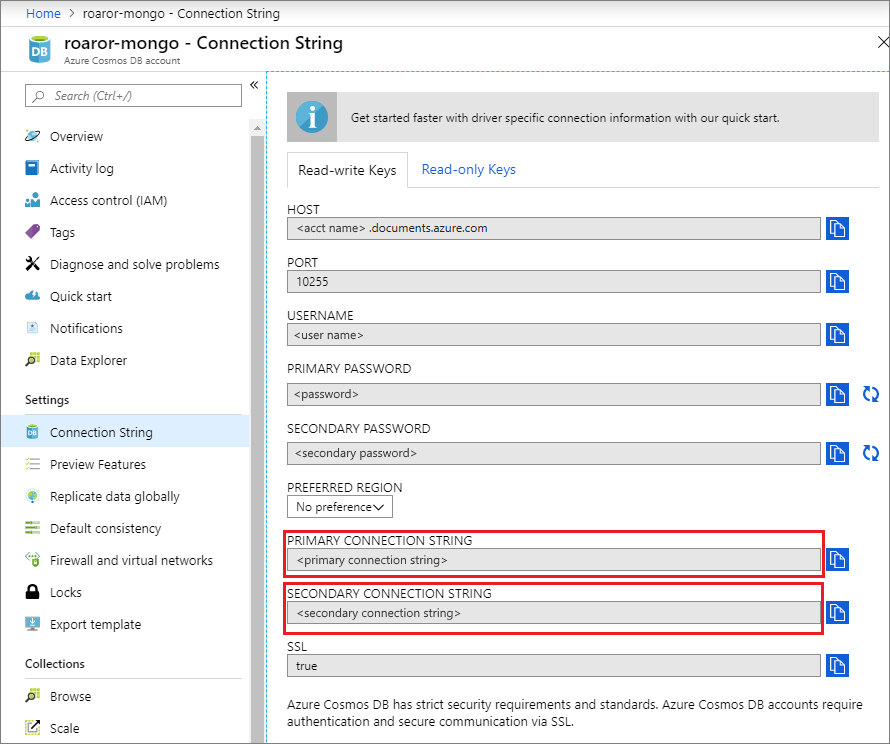 Home > roaror-mongo - Connection String
roaror-mongo - Connection String
Azure Cosmos DB account
DB
Search (Ctrl+/)
Overview
Activity log
Access control (IAM)
Tags
Diagnose and solve problems
Quick start
Notifications
Data Explorer
Settings
Connection String
Preview Features
Replicate data globally
Default consistency
Firewall and virtual networks
Locks
Export template
Collections
Browse
Scale
Get started faster with driver specific connection information with our quick start.
Read-write Keys Read-only Keys
HOST
<acct name> .documents.azure.com
PORT
10255
USERNAME
<user name>
PRIMARY PASSWORD
<password>
SECONDARY PASSWORD
<secondary password>
PREFERRED REGION
No preference
PRIMARY CONNECTION STRING
<primary connection string>
SECONDARY CONNECTION STRING
<secondary connection string>
SSL
true
Azure Cosmos DB has strict security requirements and standards. Azure Cosmos DB accounts require
authentication and secure communication via SSL.